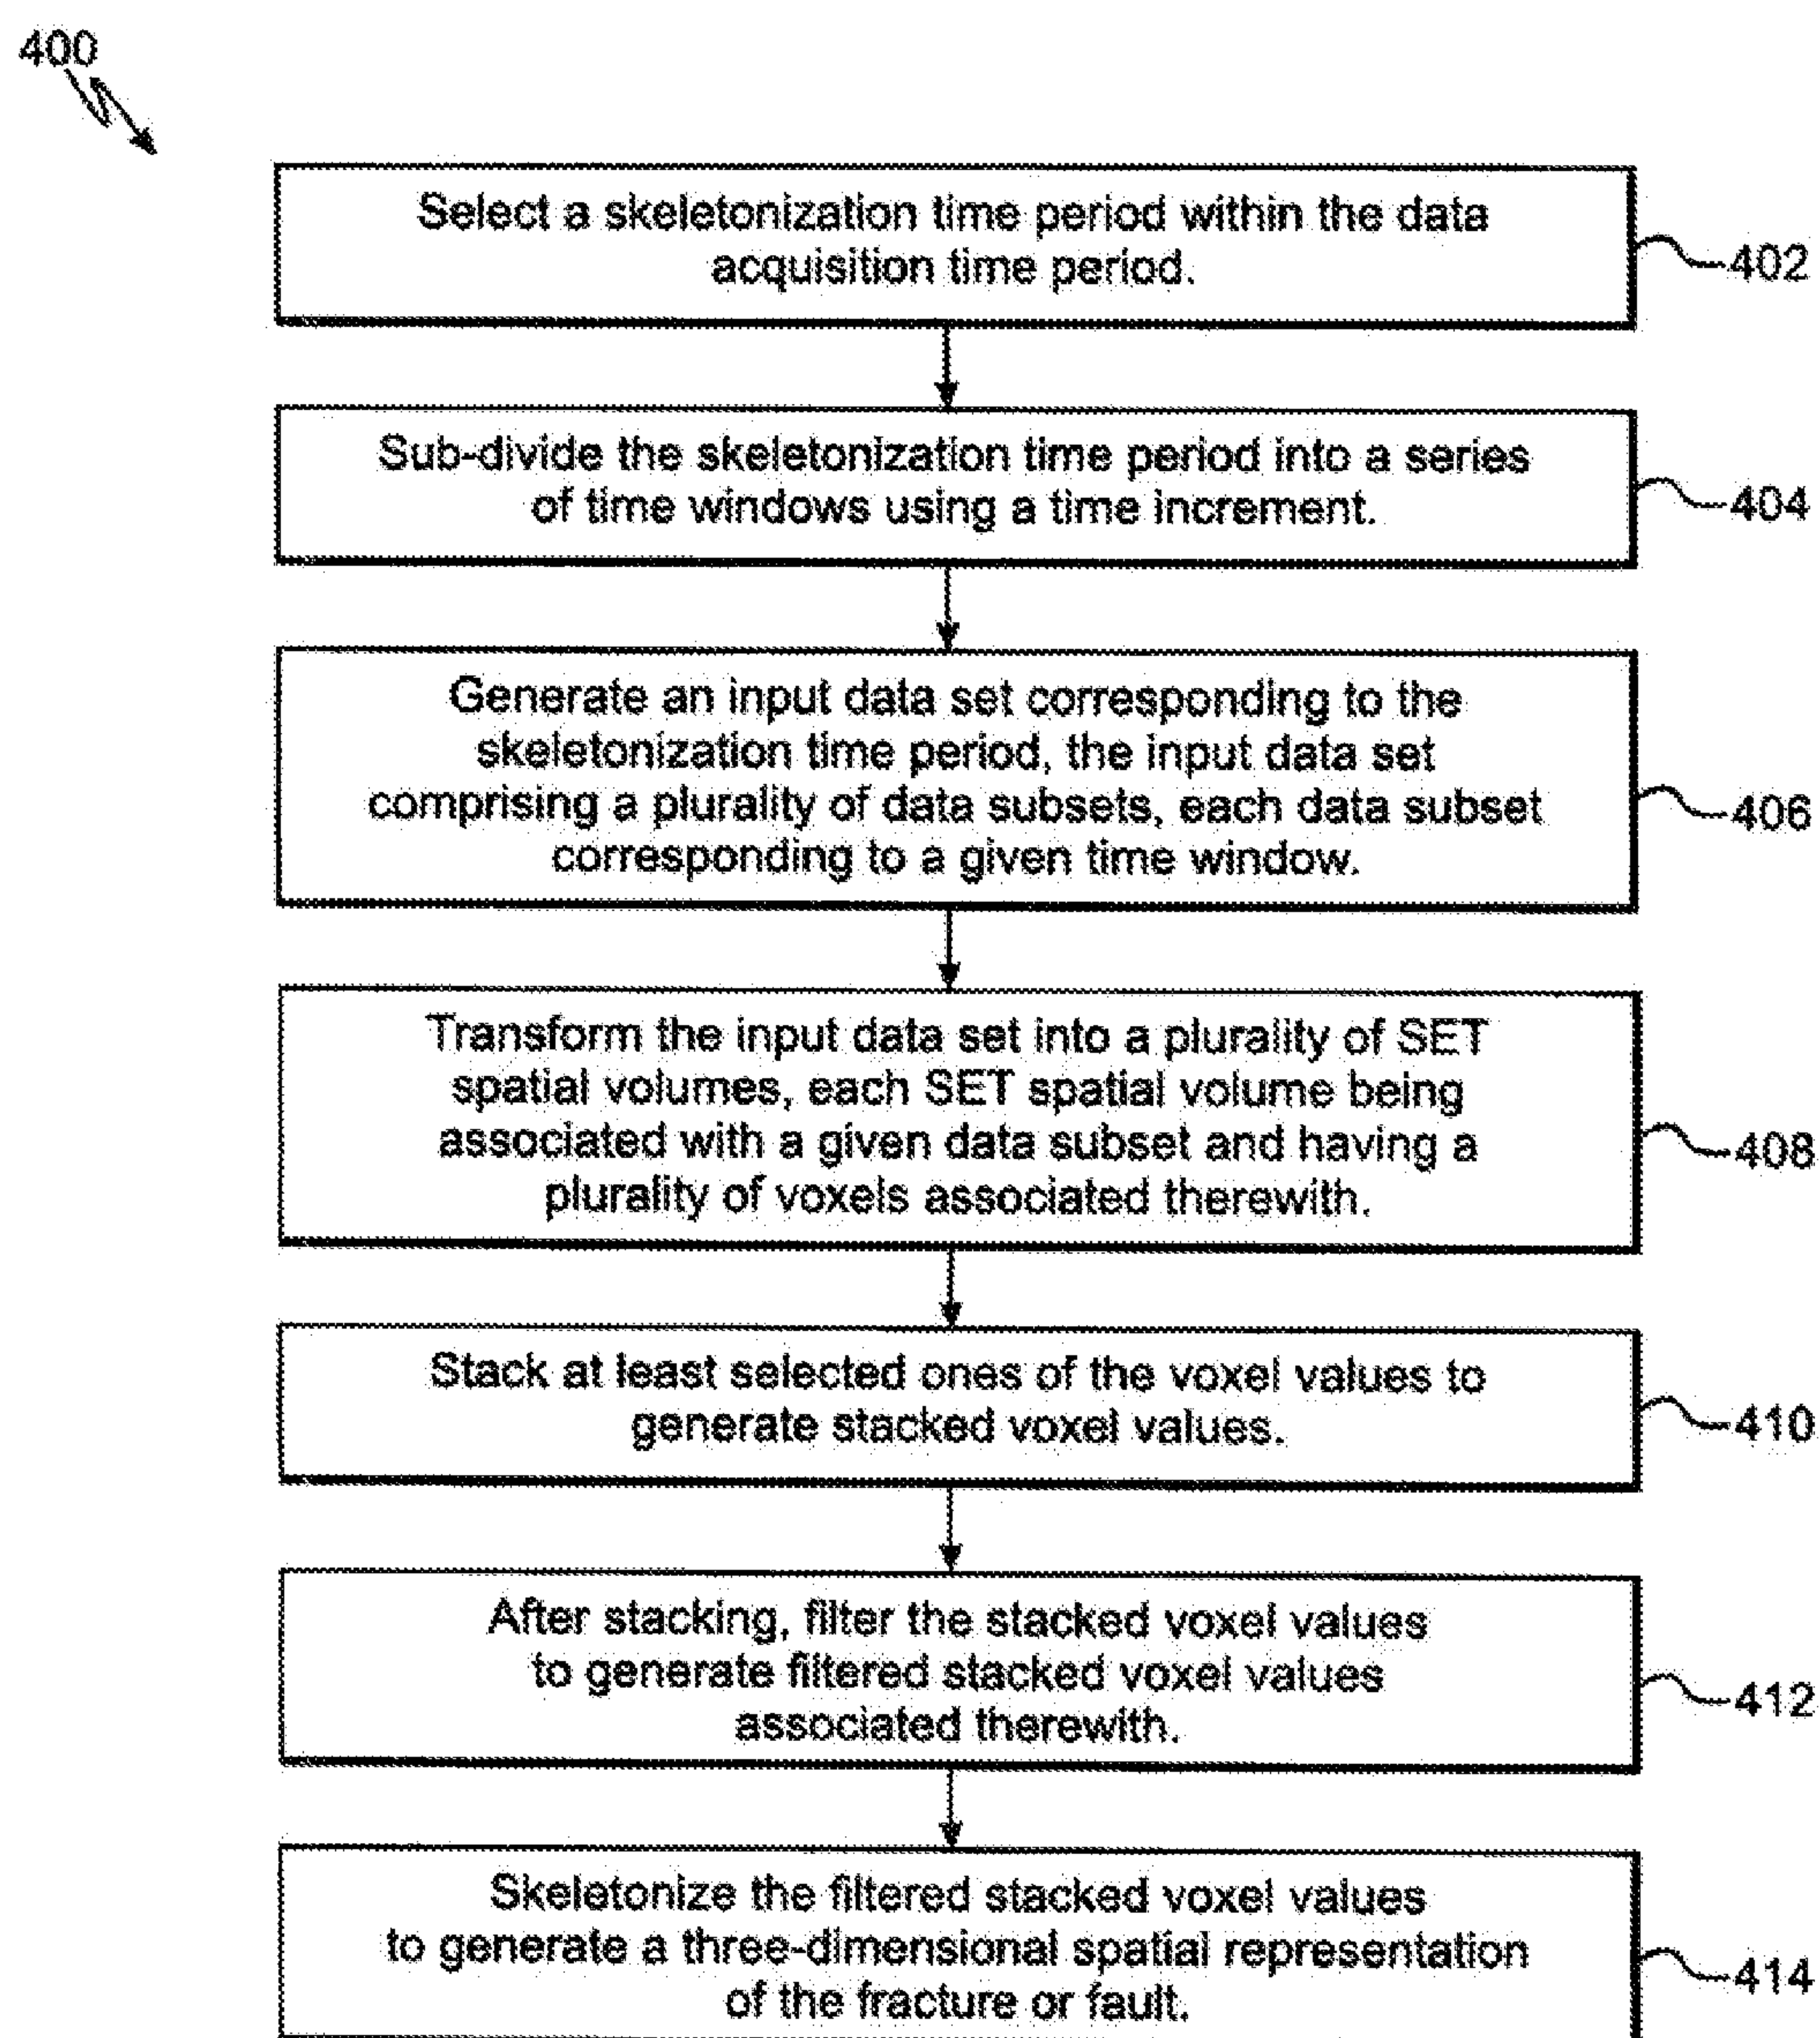 400
Select a skeletonization time period within the data
acquisition time period.
402
Sub-divide the skeletonization time period into a series
of time windows using a time increment.
404
Generate an input data set corresponding to the
skeletonization time period, the input data set
comprising a plurality of data subsets, each data subset
corresponding to a given time window.
406
Transform the input data set into a plurality of SET
spatial volumes, each SET spatial volume being
associated with a given data subset and having a
plurality of voxels associated therewith.
408
Stack at least selected ones of the voxel values to
generate stacked voxel values.
410
After stacking, filter the stacked voxel values
to generate filtered stacked voxel values
associated therewith.
412
Skeletonize the filtered stacked voxel values
to generate a three-dimensional spatial representation
of the fracture or fault.
414